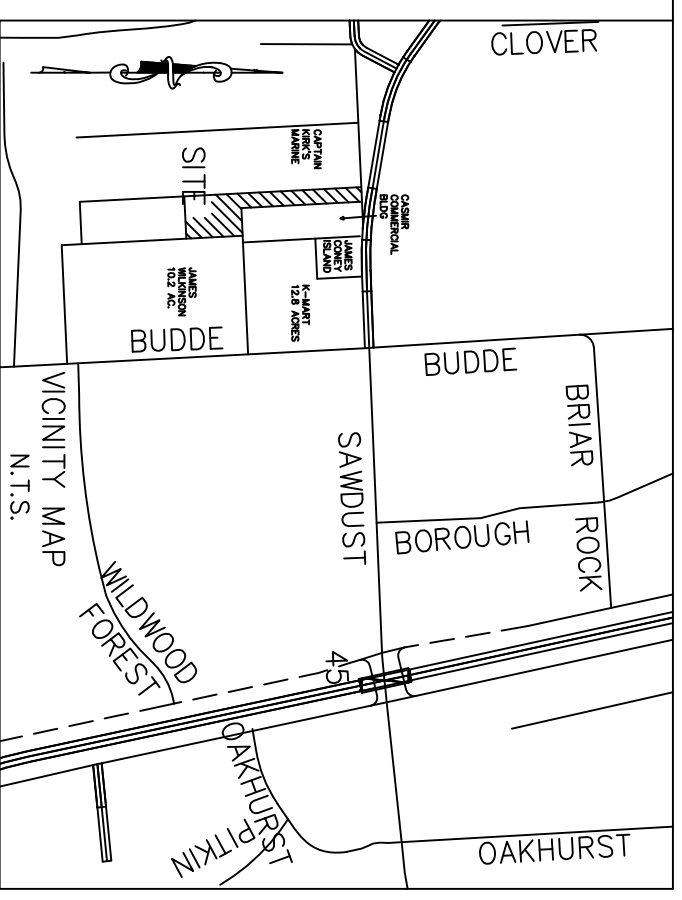 CLOVER
CAPTAIN
KIRK'S
MARINE
SITE
CASMIR
COMMERCIAL
BLDG
JAMES
CONEY
ISLAND
K-MART
12.8 ACRES
JAMES
WILKINSON
10.2 AC.
BUDDE
BUDDE
BRIAR
ROCK
SAWDUST
BOROUGH
VICINITY MAP
N.T.S.
WILDWOOD
FOREST
45
OAKHURST
PITKIN
OAKHURST